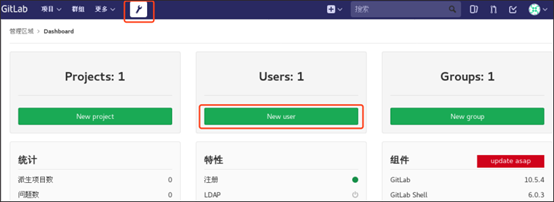 GitLab 项目 群组 更多 搜索
管理区域 > Dashboard
Projects: 1 Users: 1 Groups: 1
New project New user New group
统计 特性 组件 update asap
派生项目数 0 注册 GitLab 10.5.4
问题数 0 LDAP GitLab Shell 6.0.3